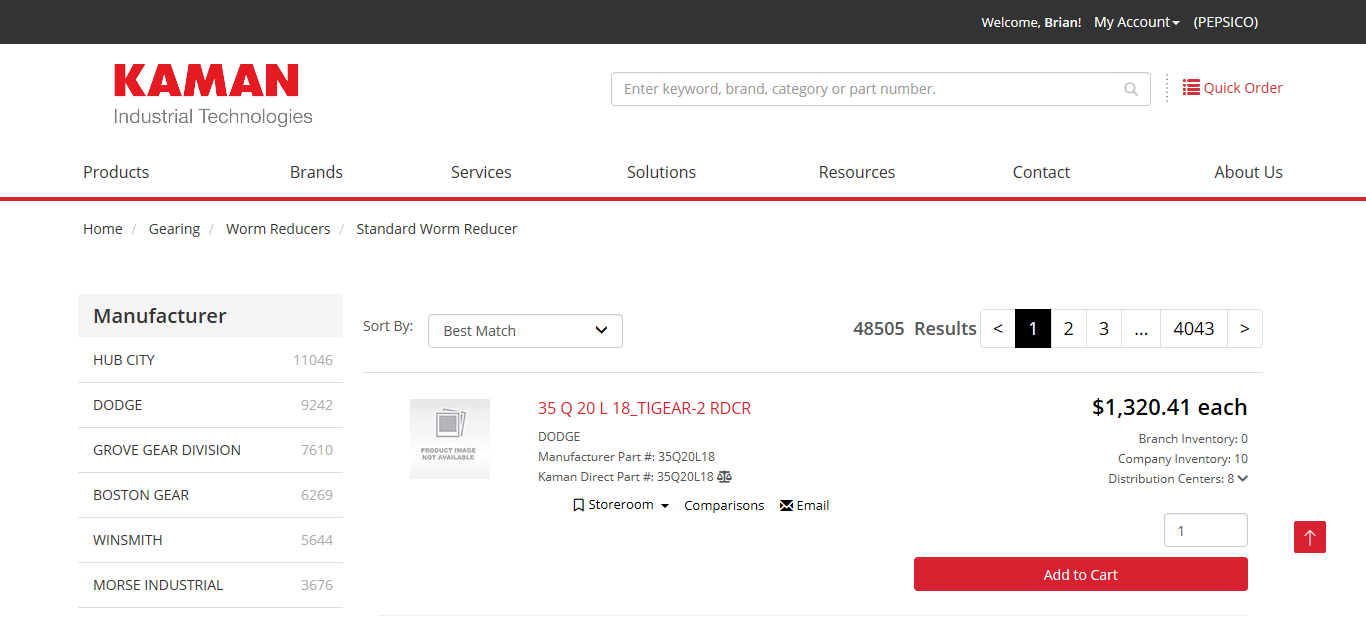 Welcome, Brian! My Account (PEPSICO)
KAMAN
Industrial Technologies
Enter keyword, brand, category or part number.
Quick Order
Products Brands Services Solutions Resources Contact About Us
Home / Gearing / Worm Reducers / Standard Worm Reducer
Manufacturer
HUB CITY 11046
DODGE 9242
GROVE GEAR DIVISION 7610
BOSTON GEAR 6269
WINSMITH 5644
MORSE INDUSTRIAL 3676
Sort By: Best Match
48505 Results < 1 2 3 ... 4043 >
PRODUCT IMAGE
NOT AVAILABLE
35 Q 20 L 18_TIGEAR-2 RDCR
DODGE
Manufacturer Part #: 35Q20L18
Kaman Direct Part #: 35Q20L18
Storeroom Comparisons Email
$1,320.41 each
Branch Inventory: 0
Company Inventory: 10
Distribution Centers: 8
1
Add to Cart